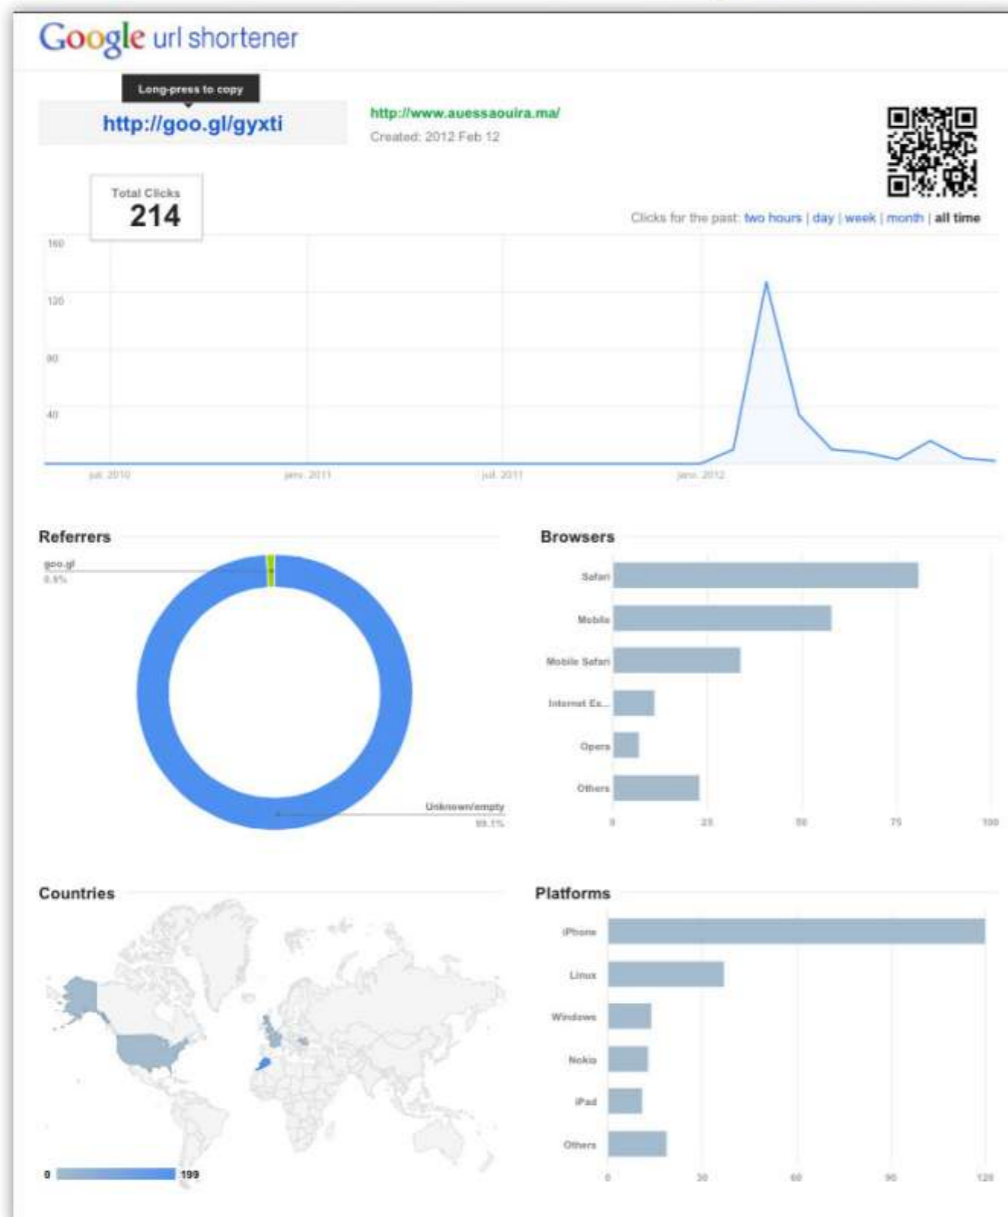 Google url shortener
Long-press to copy
http://goo.gl/gyxti
http://www.auessaouira.ma/
Created: 2012 Feb 12
Total Clicks
214
Clicks for the past: two hours | day | week | month | all time
160
120
80
40
juil. 2010
janv. 2011
juil. 2011
janv. 2012
Referrers
goo.gl
0.9%
Unknown/empty
99.1%
Browsers
Safari
Mobile
Mobile Safari
Internet Ex...
Opera
Others
0 25 50 75 100
Countries
0 199
Platforms
iPhone
Linux
Windows
Nokia
iPad
Others
0 30 60 90 120